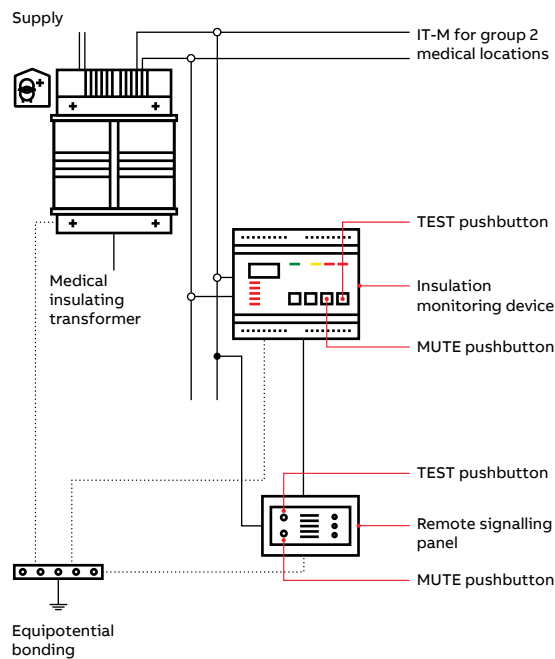 Supply
IT-M for group 2
medical locations
TEST pushbutton
Medical
insulating
transformer
Insulation
monitoring device
MUTE pushbutton
TEST pushbutton
Remote signalling
panel
MUTE pushbutton
Equipotential
bonding